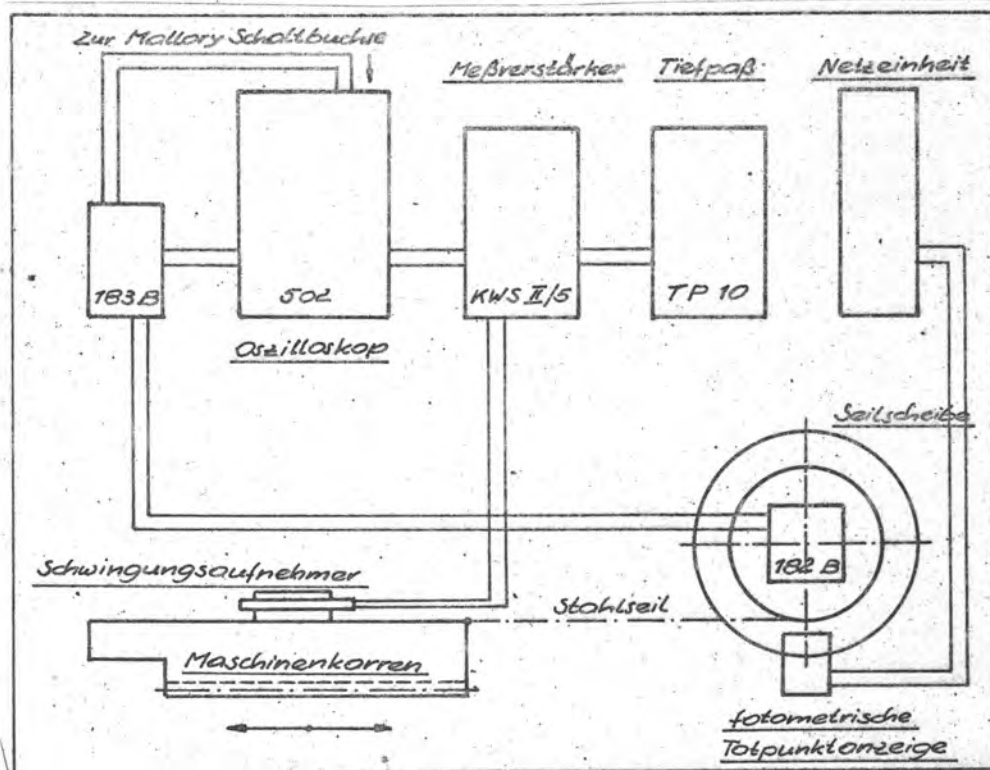 Zur Mallory Schaltbuchse
Meßverstärker
Tiefpaß
Netzeinheit
183 B
502
KWS II/5
TP 10
Oszilloskop
Seilscheibe
182 B
Schwingungsaufnehmer
Stahlseil
Maschinenkarren
fotometrische
Totpunktanzeige